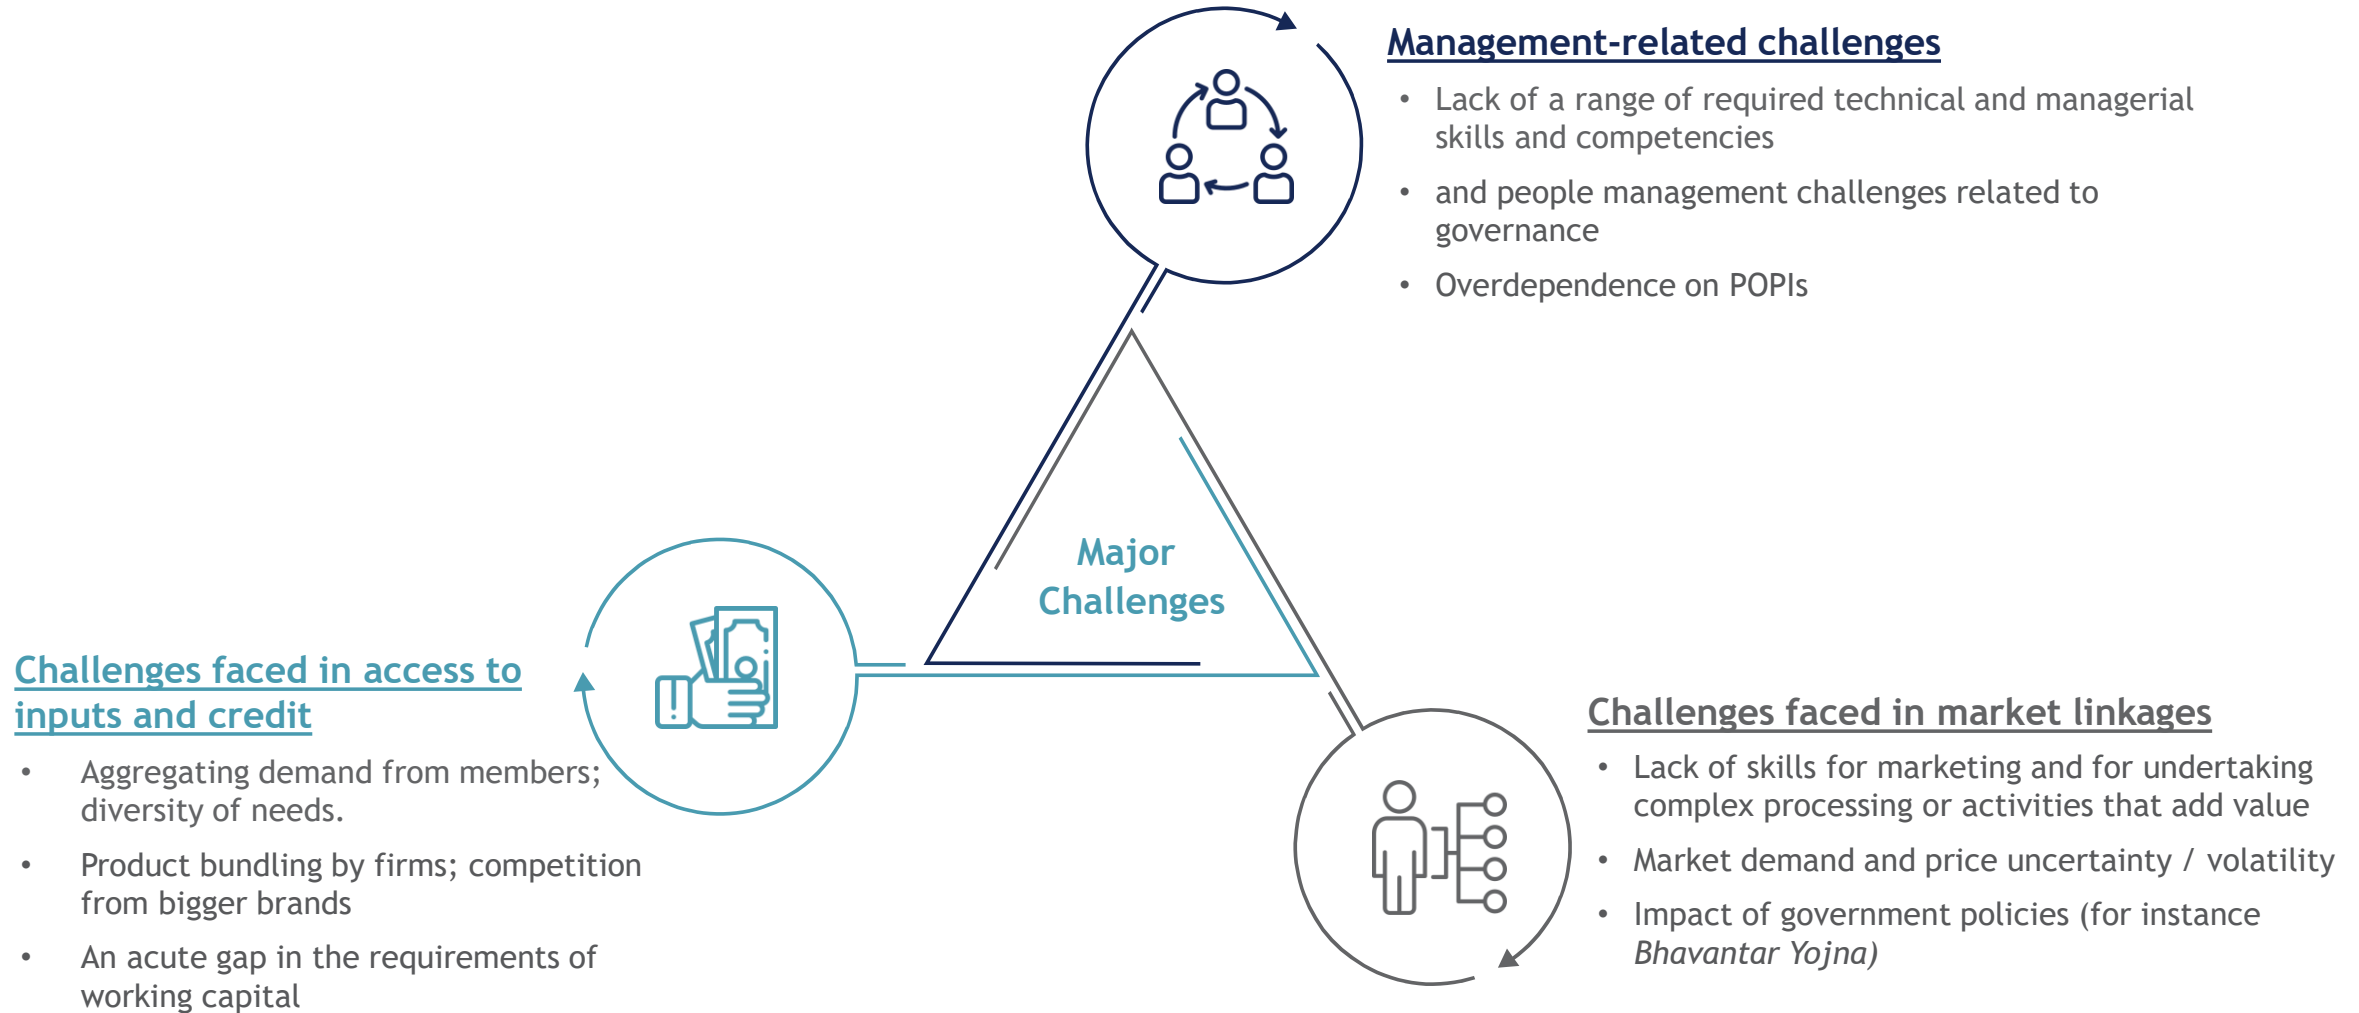 Management-related challenges
• Lack of a range of required technical and managerial
skills and competencies
• and people management challenges related to
governance
• Overdependence on POPIs
Major
Challenges
Challenges faced in access to
inputs and credit
• Aggregating demand from members;
diversity of needs.
• Product bundling by firms; competition
from bigger brands
• An acute gap in the requirements of
working capital
Challenges faced in market linkages
• Lack of skills for marketing and for undertaking
complex processing or activities that add value
• Market demand and price uncertainty / volatility
• Impact of government policies (for instance
Bhavantar Yojna)